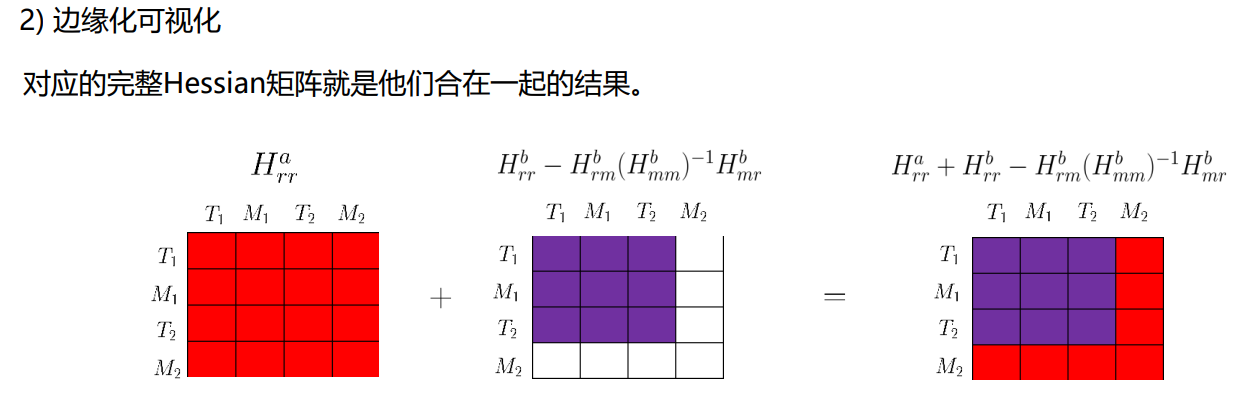 2) 边缘化可视化
对应的完整Hessian矩阵就是他们合在一起的结果。
$H_{rr}^{a}$ $H_{rr}^{b} - H_{rm}^{b}(H_{mm}^{b})^{-1}H_{mr}^{b}$ $H_{rr}^{a} + H_{rr}^{b} - H_{rm}^{b}(H_{mm}^{b})^{-1}H_{mr}^{b}$
$T_1$ $M_1$ $T_2$ $M_2$ $T_1$ $M_1$ $T_2$ $M_2$ $T_1$ $M_1$ $T_2$ $M_2$
$T_1$ $T_1$ $T_1$
$M_1$ + $M_1$ = $M_1$
$T_2$ $T_2$ $T_2$
$M_2$ $M_2$ $M_2$